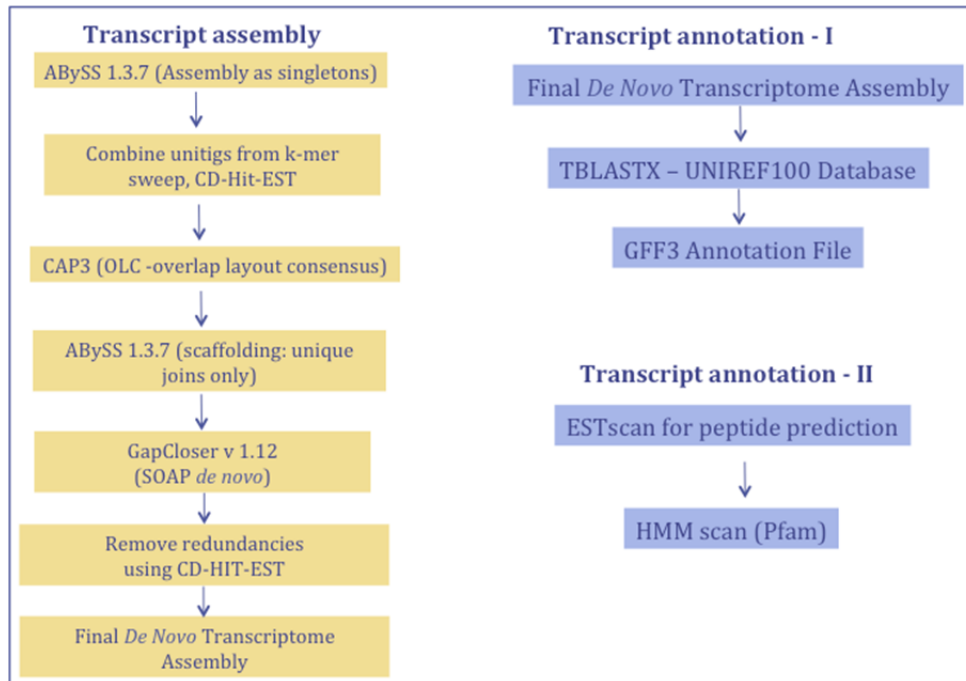 Transcript assembly
ABySS 1.3.7 (Assembly as singletons)
Combine unitigs from k-mer
sweep, CD-Hit-EST
CAP3 (OLC -overlap layout consensus)
ABySS 1.3.7 (scaffolding: unique
joins only)
GapCloser v 1.12
(SOAP de novo)
Remove redundancies
using CD-HIT-EST
Final De Novo Transcriptome
Assembly
Transcript annotation - I
Final De Novo Transcriptome Assembly
TBLASTX – UNIREF100 Database
GFF3 Annotation File
Transcript annotation - II
ESTscan for peptide prediction
HMM scan (Pfam)